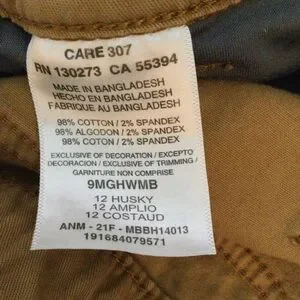 CARE 307
RN 130273 CA 55394
MADE IN BANGLADESH
HECHO EN BANGLADESH
FABRIQUE AU BANGLADESH
98% COTTON / 2% SPANDEX
98% ALGODON / 2% SPANDEX
98% COTON / 2% SPANDEX
EXCLUSIVE OF DECORATION / EXCEPTO
DECORACION / EXCLUSIVE OF TRIMMING /
GARNITURE NON COMPRISE
9MGHWMB
12 HUSKY
12 AMPLIO
12 COSTAUD
ANM - 21F - MBBH14013
191684079571